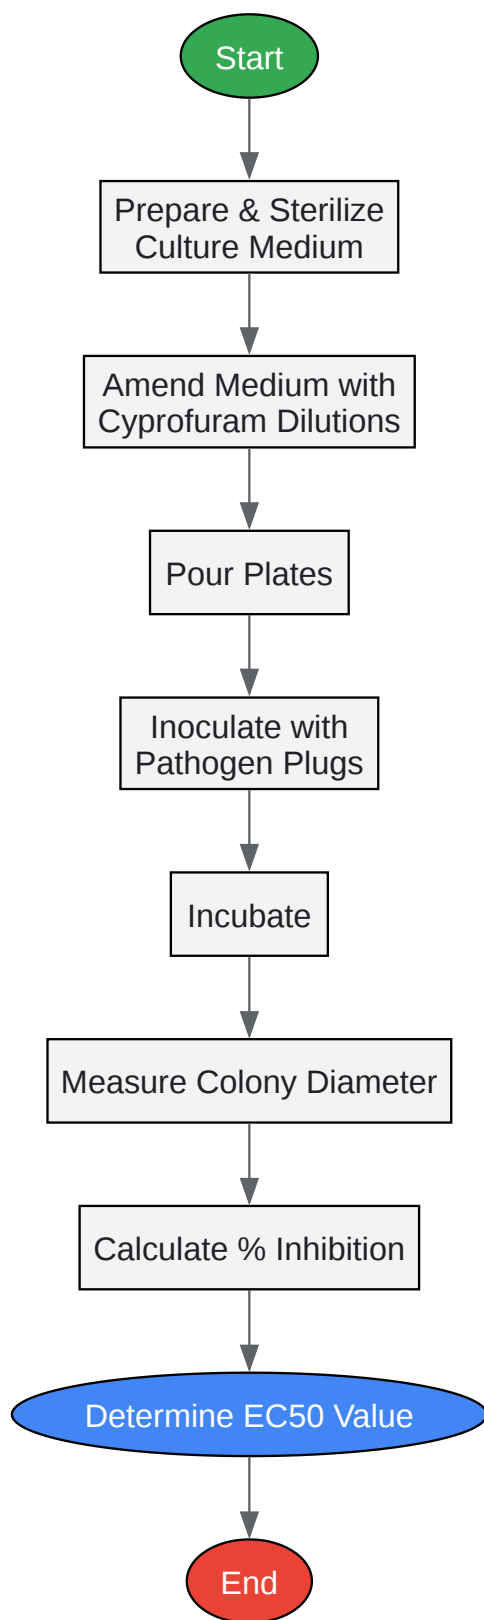 Start
Prepare & Sterilize
Culture Medium
Amend Medium with
Cyprofuram Dilutions
Pour Plates
Inoculate with
Pathogen Plugs
Incubate
Measure Colony Diameter
Calculate % Inhibition
Determine EC50 Value
End